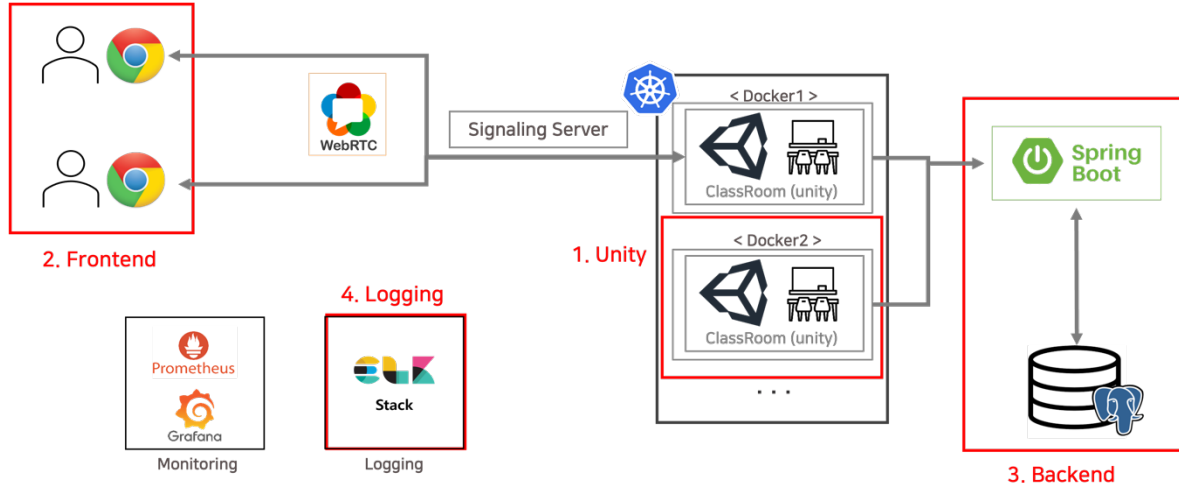 WebRTC
Signaling Server
< Docker1 >
ClassRoom (unity)
Spring
Boot
2. Frontend
1. Unity
< Docker2 >
ClassRoom (unity)
. . .
4. Logging
Prometheus
Grafana
Monitoring
ELK
Stack
Logging
3. Backend